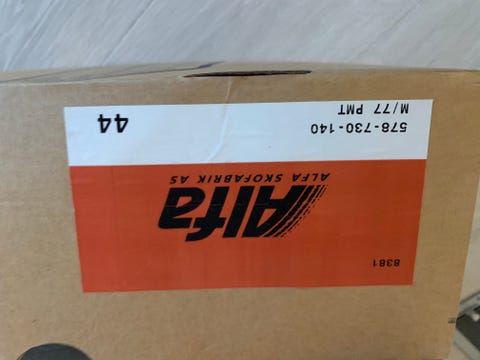 8381
Alfa
ALFA SKOFABRIK AS
578-730-140
M/77 PMT
44